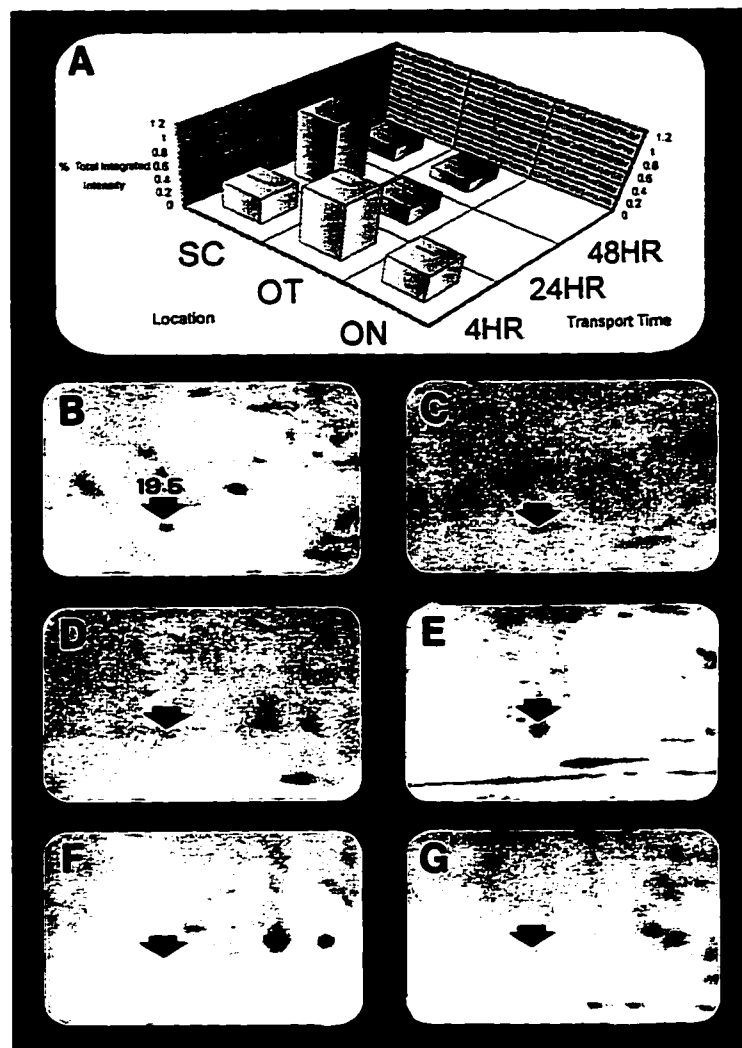 A
1.2
1
0.8
0.6
0.4
0.2
0
% Total Integrated
Intensity
1.2
1
0.8
0.6
0.4
0.2
0
SC
OT
ON
4HR
24HR
48HR
Location
Transport Time
B
19.5
C
D
E
F
G